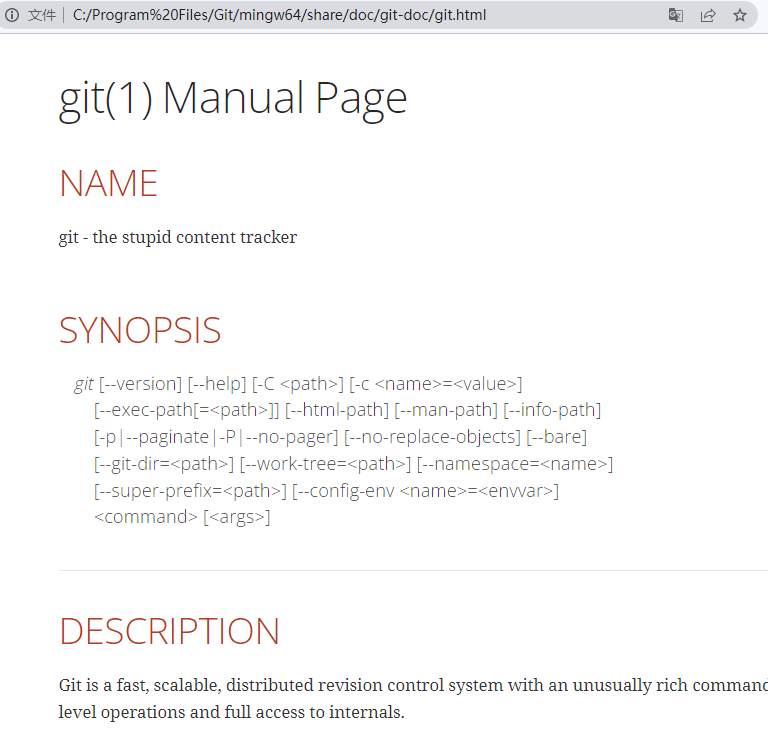 文件 | C:/Program%20Files/Git/mingw64/share/doc/git-doc/git.html
git(1) Manual Page
NAME
git - the stupid content tracker
SYNOPSIS
git [--version] [--help] [-C <path>] [-c <name>=<value>]
[--exec-path[=<path>]] [--html-path] [--man-path] [--info-path]
[-p|--paginate|-P|--no-pager] [--no-replace-objects] [--bare]
[--git-dir=<path>] [--work-tree=<path>] [--namespace=<name>]
[--super-prefix=<path>] [--config-env <name>=<envvar>]
<command> [<args>]
DESCRIPTION
Git is a fast, scalable, distributed revision control system with an unusually rich command
level operations and full access to internals.